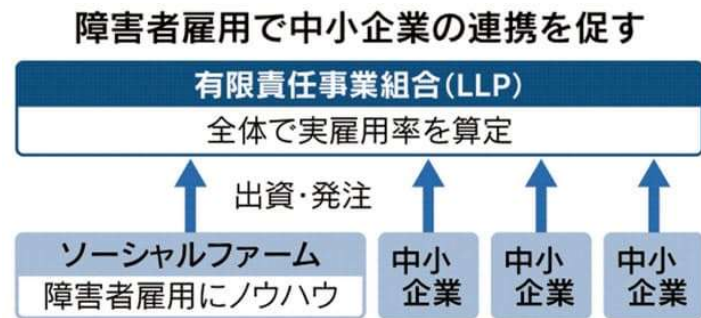 障害者雇用で中小企業の連携を促す
有限責任事業組合(LLP)
全体で実雇用率を算定
出資・発注
ソーシャルファーム
障害者雇用にノウハウ
中小
企業
中小
企業
中小
企業